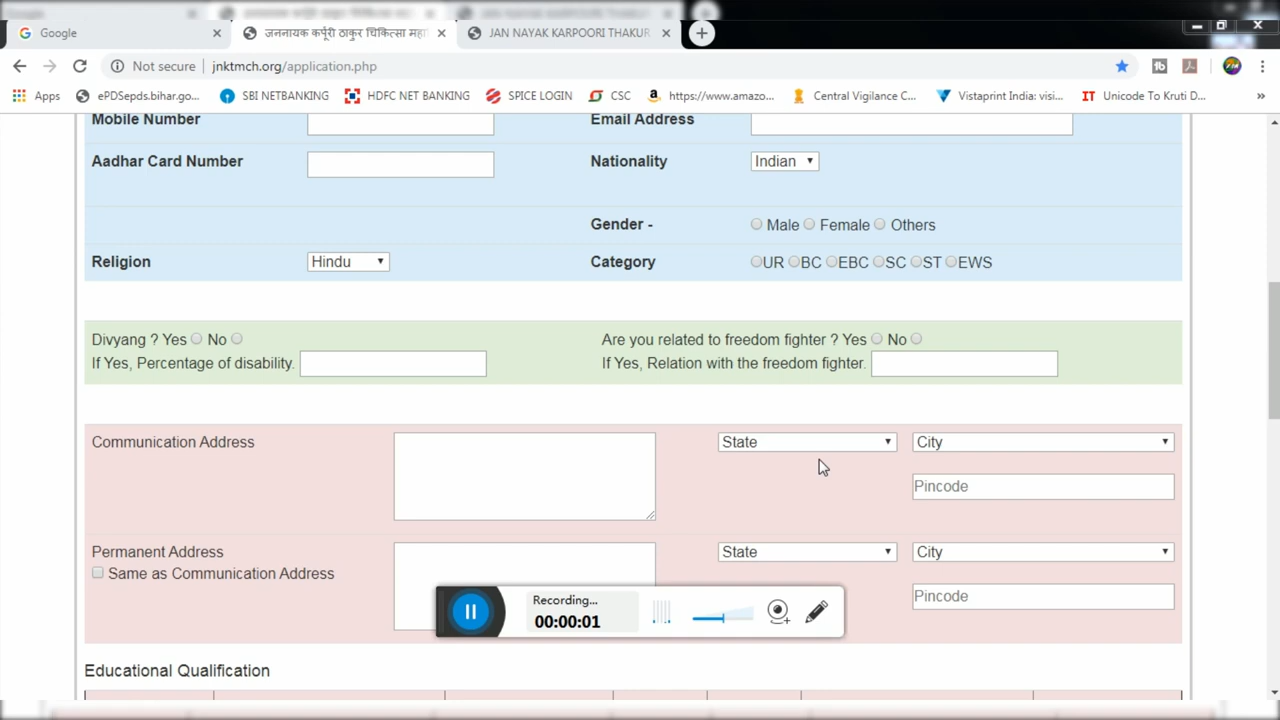 Google
जननायक कर्पूरी ठाकुर चिकित्सा महा
JAN NAYAK KARPOORI THAKUR
Not secure
jnktmch.org/application.php
Apps
ePDSepds.bihar.go...
SBI NETBANKING
HDFC NET BANKING
SPICE LOGIN
CSC
https://www.amazo...
Central Vigilance C...
Vistaprint India: visi...
IT Unicode To Kruti D...
»
Mobile Number
Email Address
Aadhar Card Number
Nationality
Indian
Gender -
Male Female Others
Religion
Hindu
Category
UR BC EBC SC ST EWS
Divyang ? Yes No
Are you related to freedom fighter ? Yes No
If Yes, Percentage of disability.
If Yes, Relation with the freedom fighter.
Communication Address
State
City
Pincode
Permanent Address
State
City
Same as Communication Address
Pincode
Recording...
00:00:01
Educational Qualification